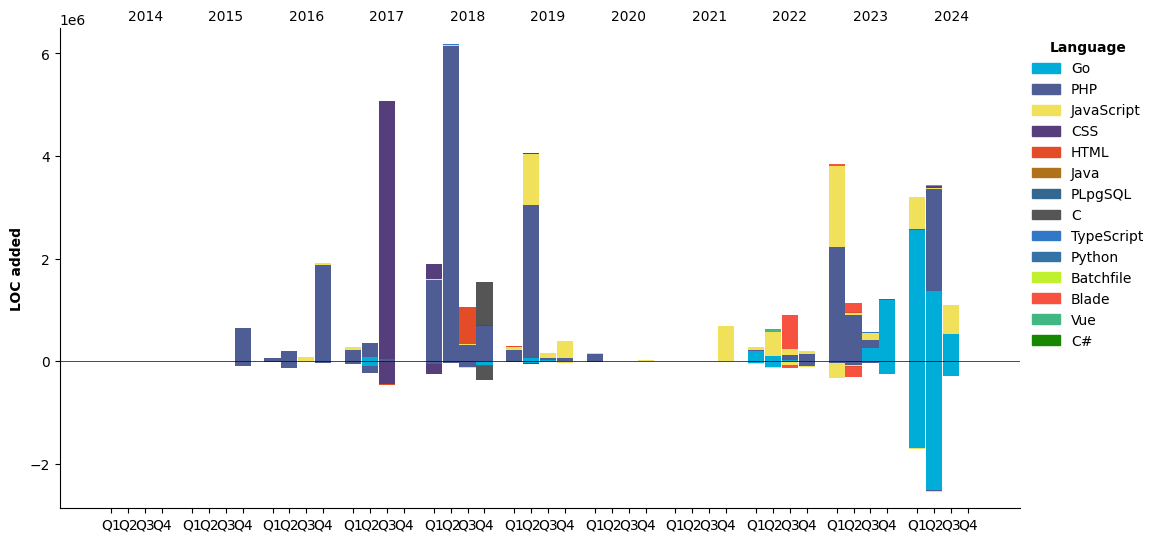 1e6
2014 2015 2016 2017 2018 2019 2020 2021 2022 2023 2024
6
4
2
0
−2
LOC added
Q1Q2Q3Q4 Q1Q2Q3Q4 Q1Q2Q3Q4 Q1Q2Q3Q4 Q1Q2Q3Q4 Q1Q2Q3Q4 Q1Q2Q3Q4 Q1Q2Q3Q4 Q1Q2Q3Q4 Q1Q2Q3Q4 Q1Q2Q3Q4
Language
Go
PHP
JavaScript
CSS
HTML
Java
PLpgSQL
C
TypeScript
Python
Batchfile
Blade
Vue
C#